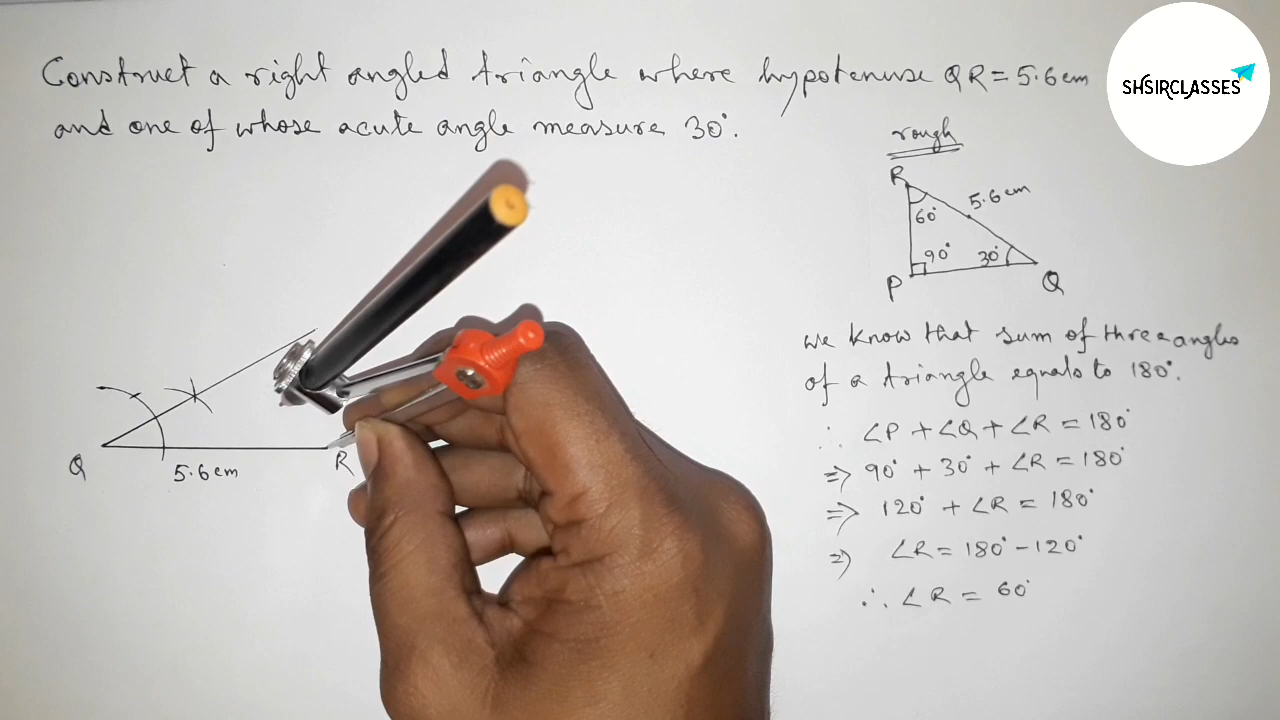 Construct a right angled triangle where hypotenuse QR = 5.6 cm
and one of whose acute angle measure 30°.
SHSIRCLASSES
rough
R
5.6 cm
60°
90°
30°
P
Q
we know that sum of three angles
of a triangle equals to 180°.
∴ ∠P + ∠Q + ∠R = 180°
⇒ 90° + 30° + ∠R = 180°
⇒ 120° + ∠R = 180°
⇒ ∠R = 180° - 120°
∴ ∠R = 60°
Q
5.6 cm
R